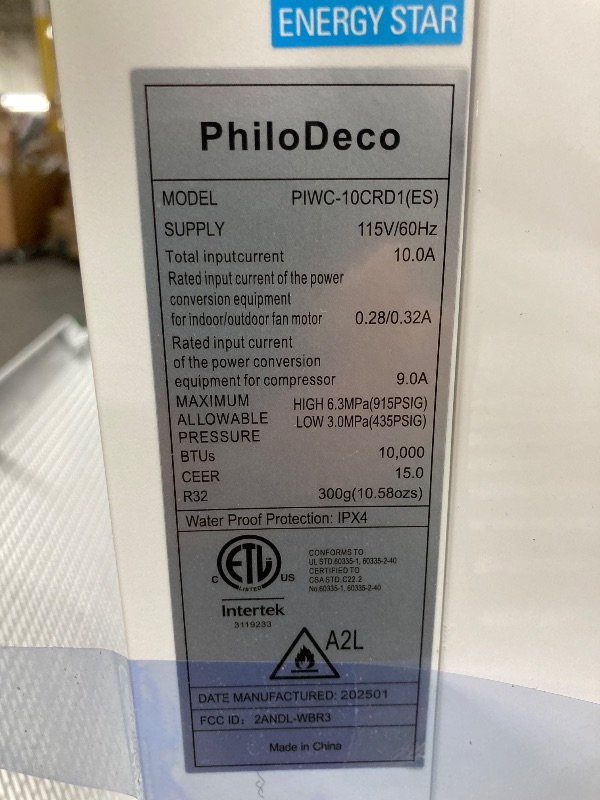 ENERGY STAR
PhiloDeco
MODEL PIWC-10CRD1(ES)
SUPPLY 115V/60Hz
Total inputcurrent 10.0A
Rated input current of the power
conversion equipment
for indoor/outdoor fan motor 0.28/0.32A
Rated input current
of the power conversion
equipment for compressor 9.0A
MAXIMUM HIGH 6.3MPa(915PSIG)
ALLOWABLE LOW 3.0MPa(435PSIG)
PRESSURE
BTUs 10,000
CEER 15.0
R32 300g(10.58ozs)
Water Proof Protection: IPX4
ETL
LISTED
C US
Intertek
3119233
CONFORMS TO
UL STD.60335-1, 60335-2-40
CERTIFIED TO
CSA STD.C22.2
No.60335-1, 60335-2-40
A2L
DATE MANUFACTURED: 202501
FCC ID: 2ANDL-WBR3
Made in China